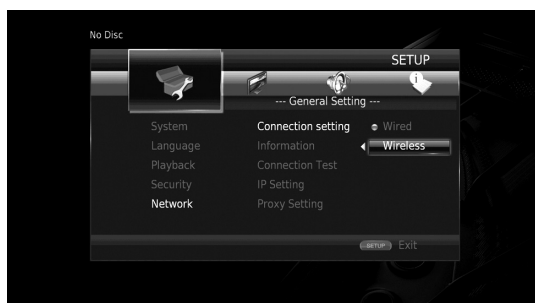 No Disc
SETUP
--- General Setting ---
System
Connection setting
Wired
Language
Information
Wireless
Playback
Connection Test
Security
IP Setting
Network
Proxy Setting
SETUP Exit